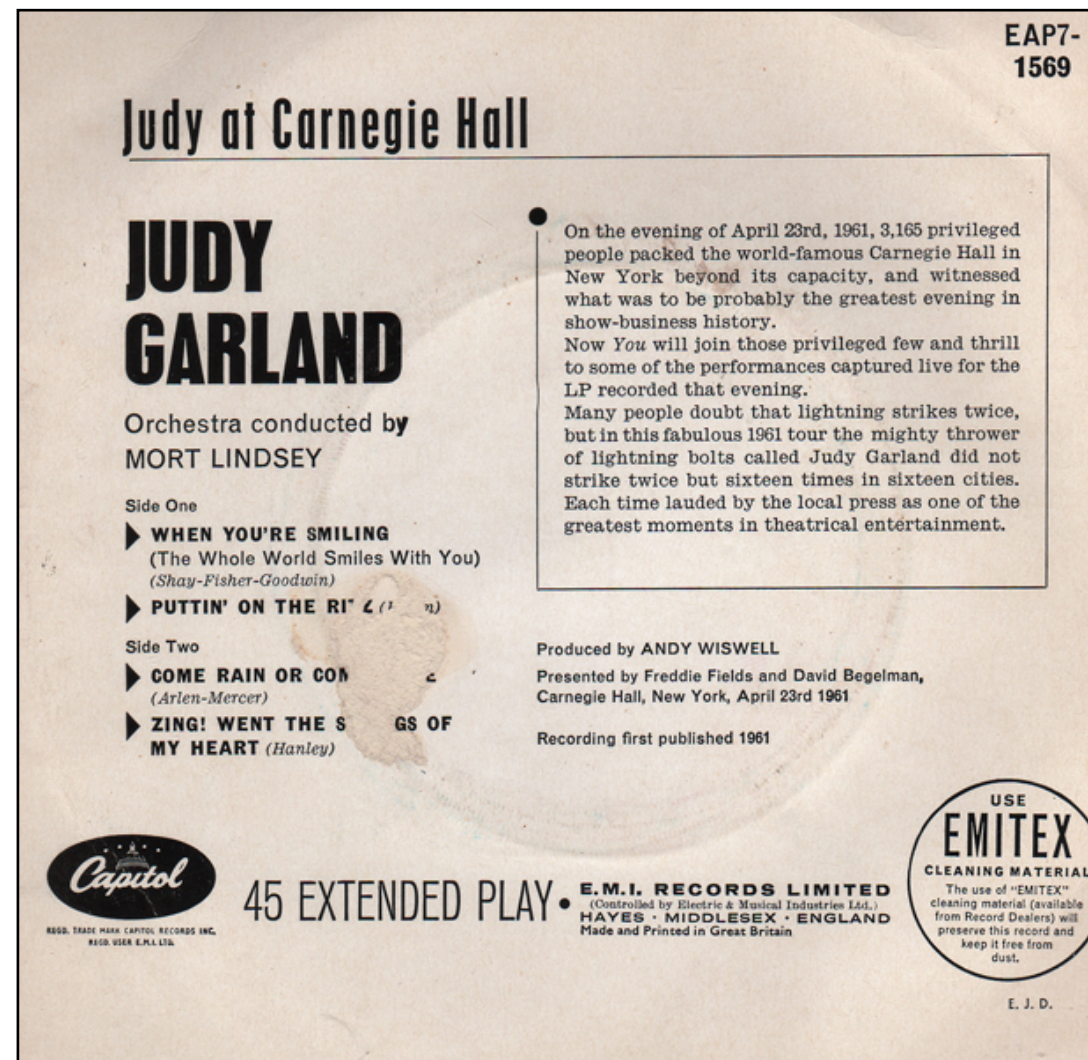 EAP7-
1569
Judy at Carnegie Hall
JUDY
GARLAND
Orchestra conducted by
MORT LINDSEY
Side One
WHEN YOU'RE SMILING
(The Whole World Smiles With You)
(Shay-Fisher-Goodwin)
PUTTIN' ON THE
Side Two
COME RAIN OR
(Arlen-Mercer)
ZING! WENT THE OF
MY HEART (Hanley)
On the evening of April 23rd, 1961, 3,165 privileged
people packed the world-famous Carnegie Hall in
New York beyond its capacity, and witnessed
what was to be probably the greatest evening in
show-business history.
Now You will join those privileged few and thrill
to some of the performances captured live for the
LP recorded that evening.
Many people doubt that lightning strikes twice,
but in this fabulous 1961 tour the mighty thrower
of lightning bolts called Judy Garland did not
strike twice but sixteen times in sixteen cities.
Each time lauded by the local press as one of the
greatest moments in theatrical entertainment.
Produced by ANDY WISWELL
Presented by Freddie Fields and David Begelman,
Carnegie Hall, New York, April 23rd 1961
Recording first published 1961
Capitol
REGD. TRADE MARK CAPITOL RECORDS INC.
REGD. USER E.M.I. LTD.
45 EXTENDED PLAY •
E.M.I. RECORDS LIMITED
(Controlled by Electric & Musical Industries Ltd.)
HAYES · MIDDLESEX · ENGLAND
Made and Printed in Great Britain
USE
EMITEX
CLEANING MATERIAL
The use of "EMITEX"
cleaning material (available
from Record Dealers) will
preserve this record and
keep it free from
dust.
E. J. D.